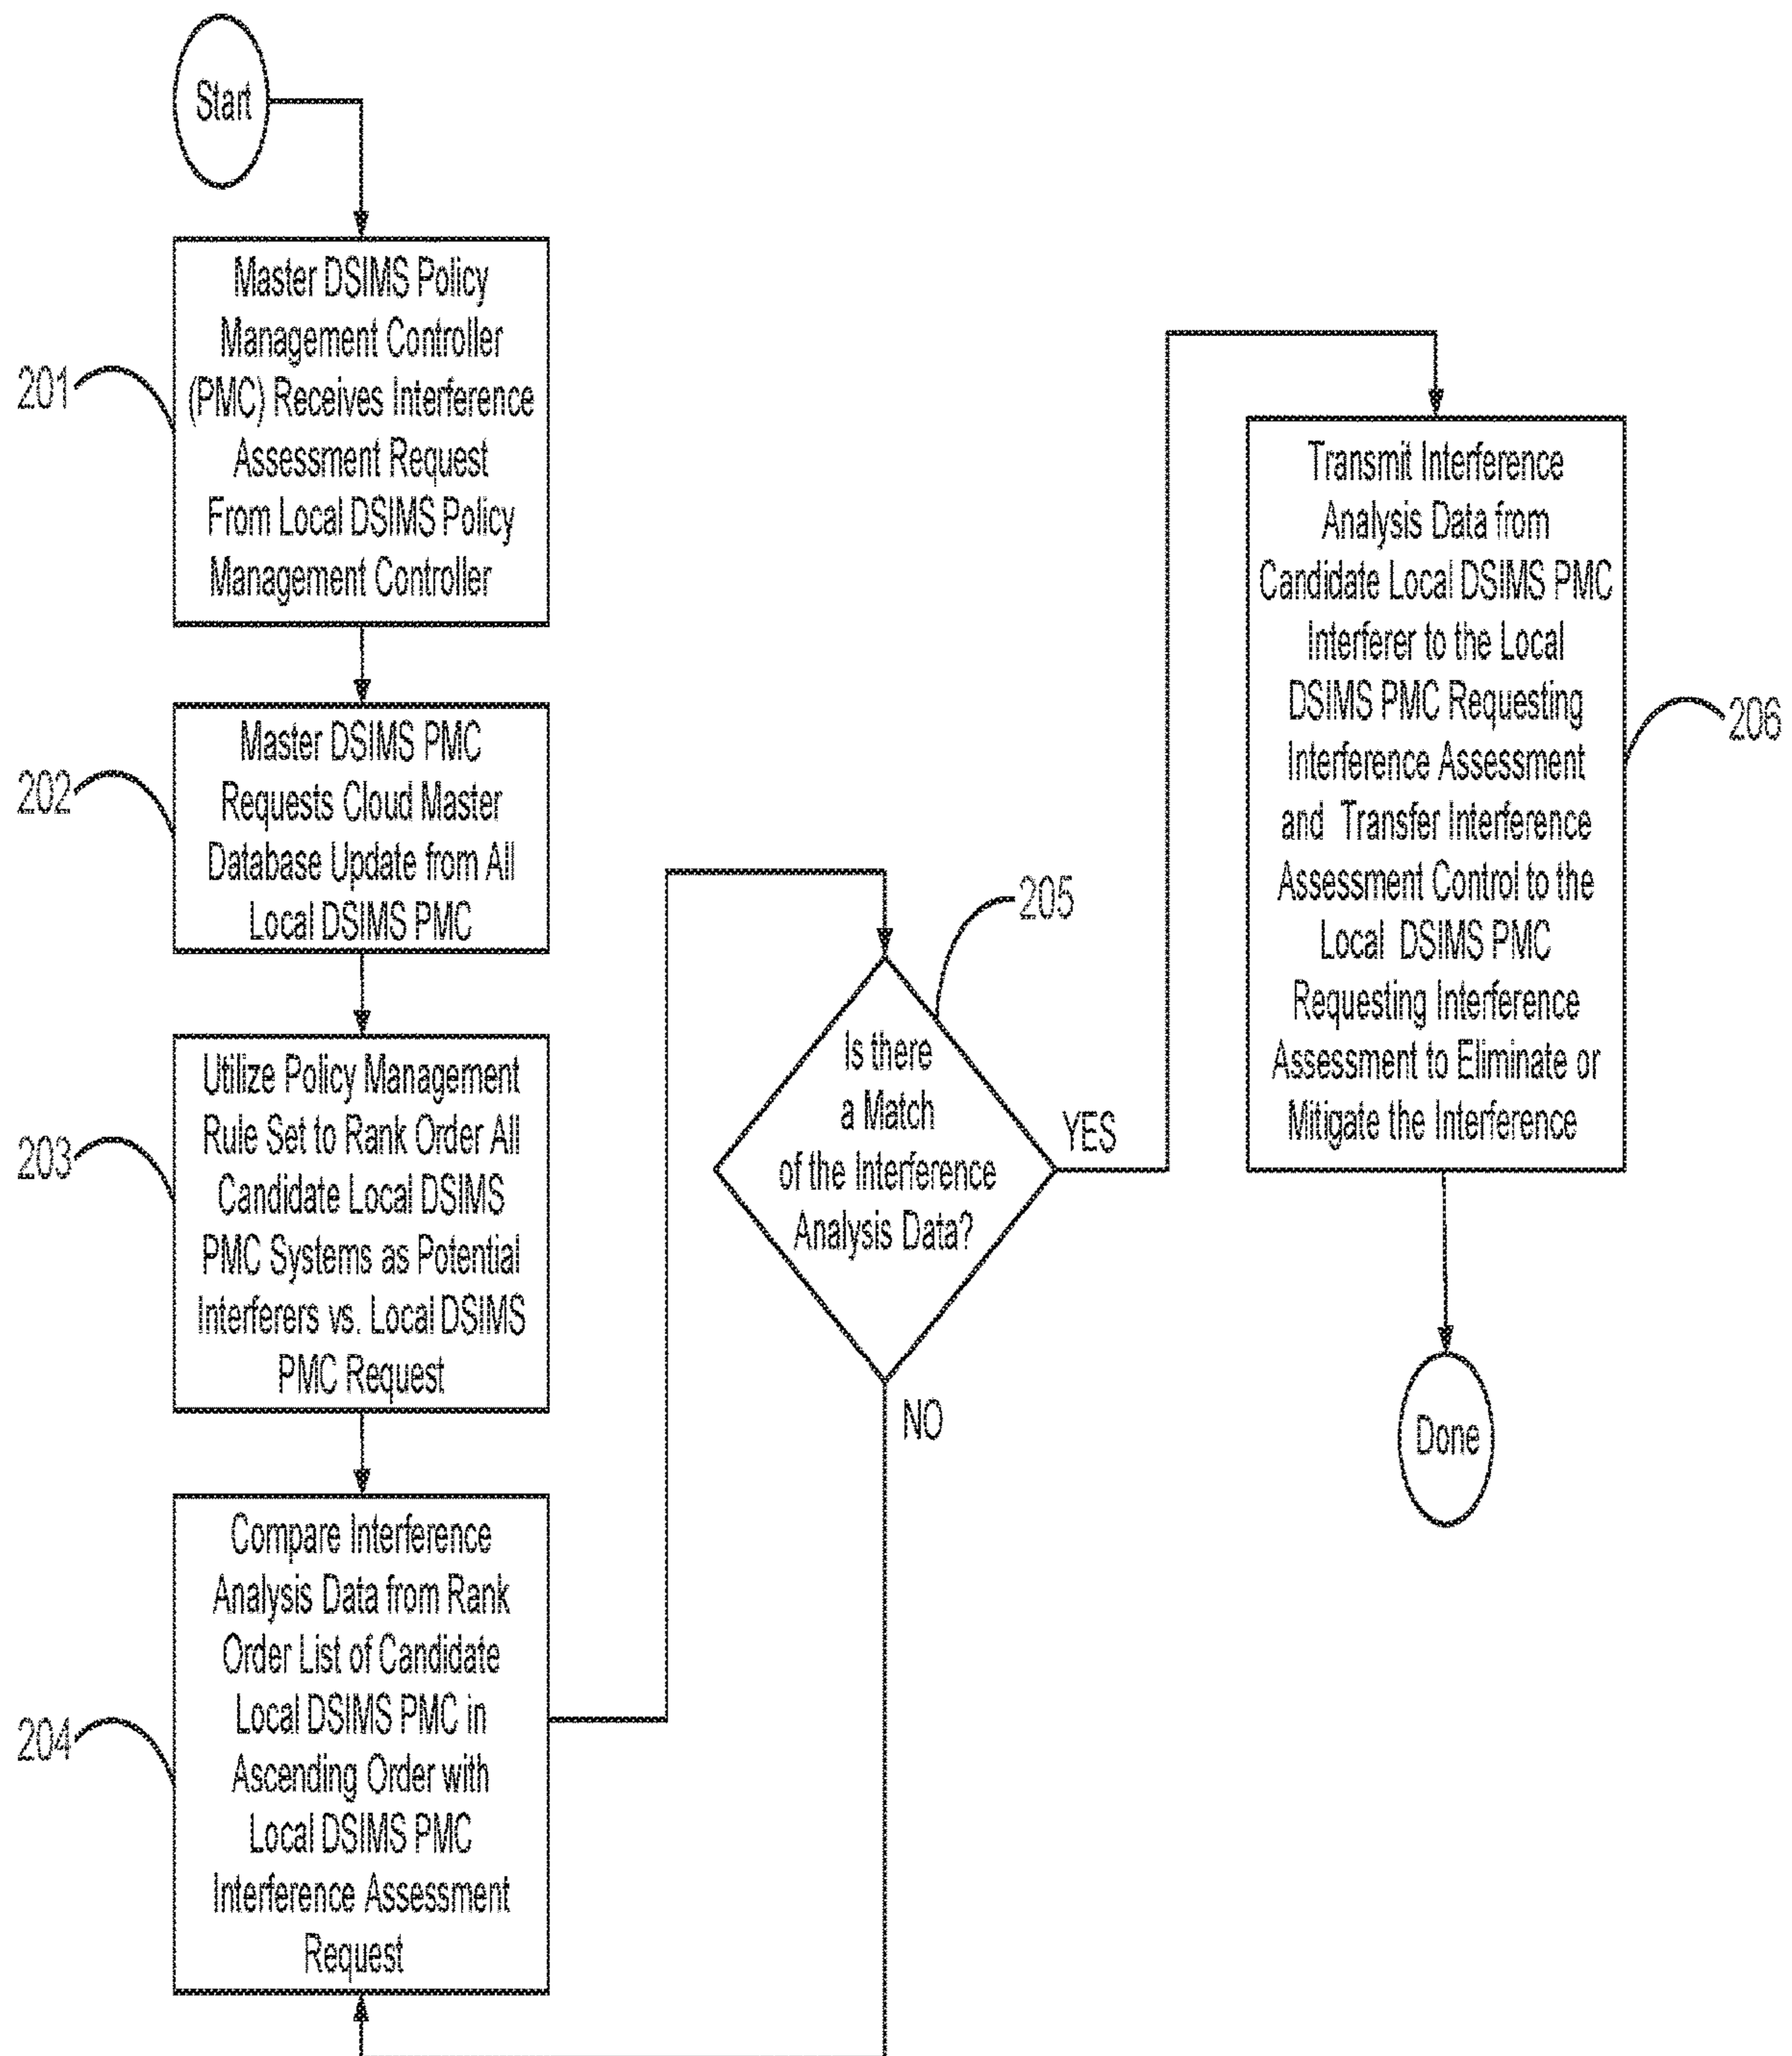 Start
Master DSIMS Policy
Management Controller
(PMC) Receives Interference
Assessment Request
From Local DSIMS Policy
Management Controller
201
Master DSIMS PMC
Requests Cloud Master
Database Update from All
Local DSIMS PMC
202
Utilize Policy Management
Rule Set to Rank Order All
Candidate Local DSIMS
PMC Systems as Potential
Interferers vs. Local DSIMS
PMC Request
203
Compare Interference
Analysis Data from Rank
Order List of Candidate
Local DSIMS PMC in
Ascending Order with
Local DSIMS PMC
Interference Assessment
Request
204
205
Is there
a Match
of the Interference
Analysis Data?
YES
NO
Transmit Interference
Analysis Data from
Candidate Local DSIMS PMC
Interferer to the Local
DSIMS PMC Requesting
Interference Assessment
and Transfer Interference
Assessment Control to the
Local DSIMS PMC
Requesting Interference
Assessment to Eliminate or
Mitigate the Interference
206
Done